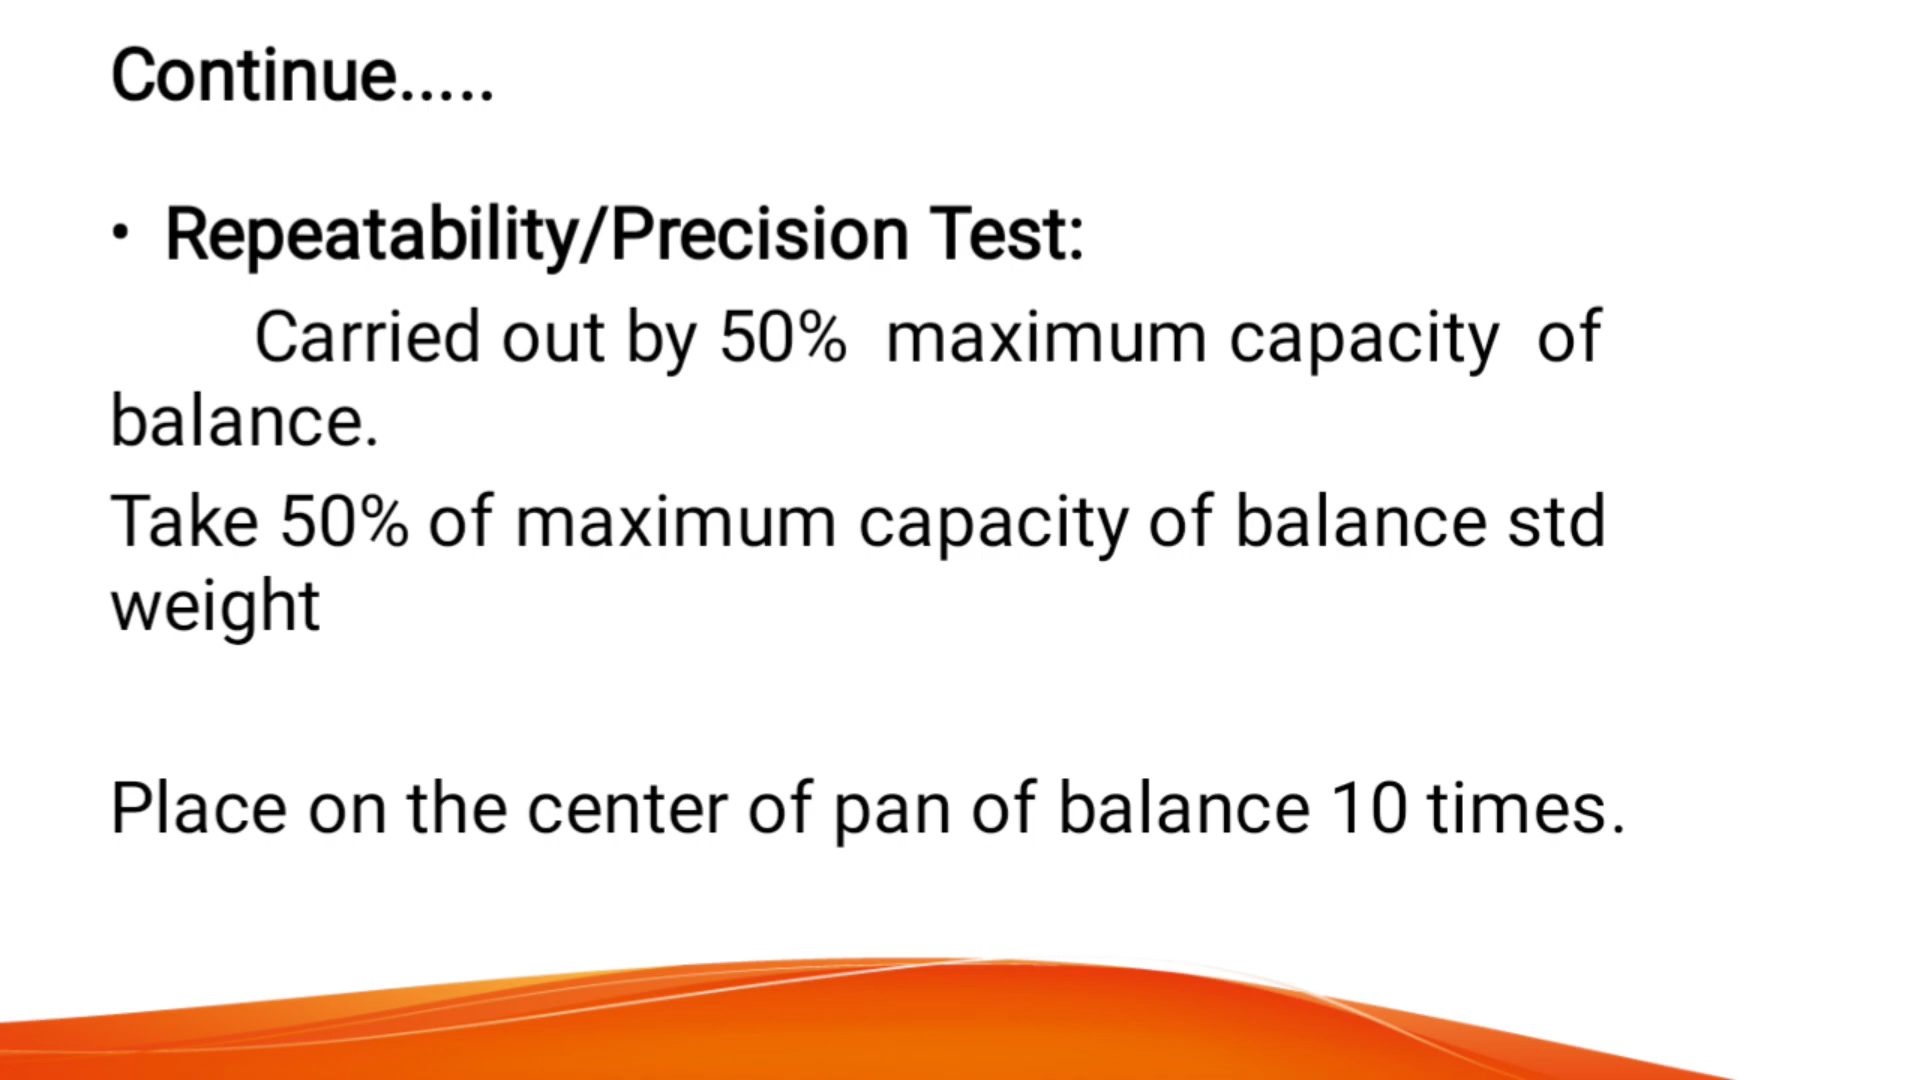 Continue.....
• Repeatability/Precision Test:
Carried out by 50% maximum capacity of
balance.
Take 50% of maximum capacity of balance std
weight
Place on the center of pan of balance 10 times.